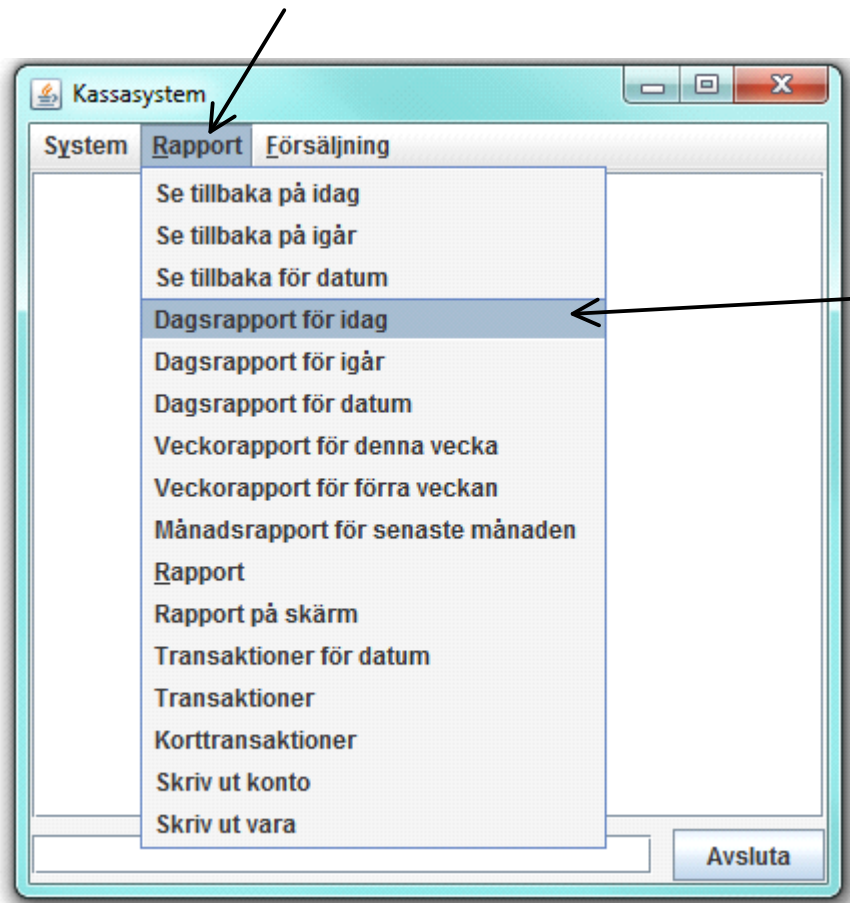 Kassasystem
System Rapport Försäljning
Se tillbaka på idag
Se tillbaka på igår
Se tillbaka för datum
Dagsrapport för idag
Dagsrapport för igår
Dagsrapport för datum
Veckorapport för denna vecka
Veckorapport för förra veckan
Månadsrapport för senaste månaden
Rapport
Rapport på skärm
Transaktioner för datum
Transaktioner
Korttransaktioner
Skriv ut konto
Skriv ut vara
Avsluta